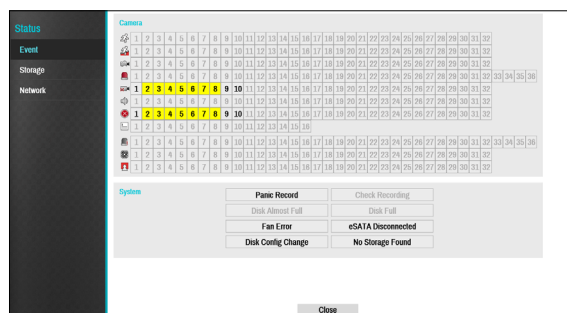 Status
Event
Storage
Network
Camera
1 2 3 4 5 6 7 8 9 10 11 12 13 14 15 16 17 18 19 20 21 22 23 24 25 26 27 28 29 30 31 32
1 2 3 4 5 6 7 8 9 10 11 12 13 14 15 16 17 18 19 20 21 22 23 24 25 26 27 28 29 30 31 32
1 2 3 4 5 6 7 8 9 10 11 12 13 14 15 16 17 18 19 20 21 22 23 24 25 26 27 28 29 30 31 32
1 2 3 4 5 6 7 8 9 10 11 12 13 14 15 16 17 18 19 20 21 22 23 24 25 26 27 28 29 30 31 32 33 34 35 36
1 2 3 4 5 6 7 8 9 10 11 12 13 14 15 16 17 18 19 20 21 22 23 24 25 26 27 28 29 30 31 32
1 2 3 4 5 6 7 8 9 10 11 12 13 14 15 16 17 18 19 20 21 22 23 24 25 26 27 28 29 30 31 32
1 2 3 4 5 6 7 8 9 10 11 12 13 14 15 16 17 18 19 20 21 22 23 24 25 26 27 28 29 30 31 32
1 2 3 4 5 6 7 8 9 10 11 12 13 14 15 16
1 2 3 4 5 6 7 8 9 10 11 12 13 14 15 16 17 18 19 20 21 22 23 24 25 26 27 28 29 30 31 32 33 34 35 36
1 2 3 4 5 6 7 8 9 10 11 12 13 14 15 16 17 18 19 20 21 22 23 24 25 26 27 28 29 30 31 32
1 2 3 4 5 6 7 8 9 10 11 12 13 14 15 16 17 18 19 20 21 22 23 24 25 26 27 28 29 30 31 32
System
Panic Record Check Recording
Disk Almost Full Disk Full
Fan Error eSATA Disconnected
Disk Config Change No Storage Found
Close